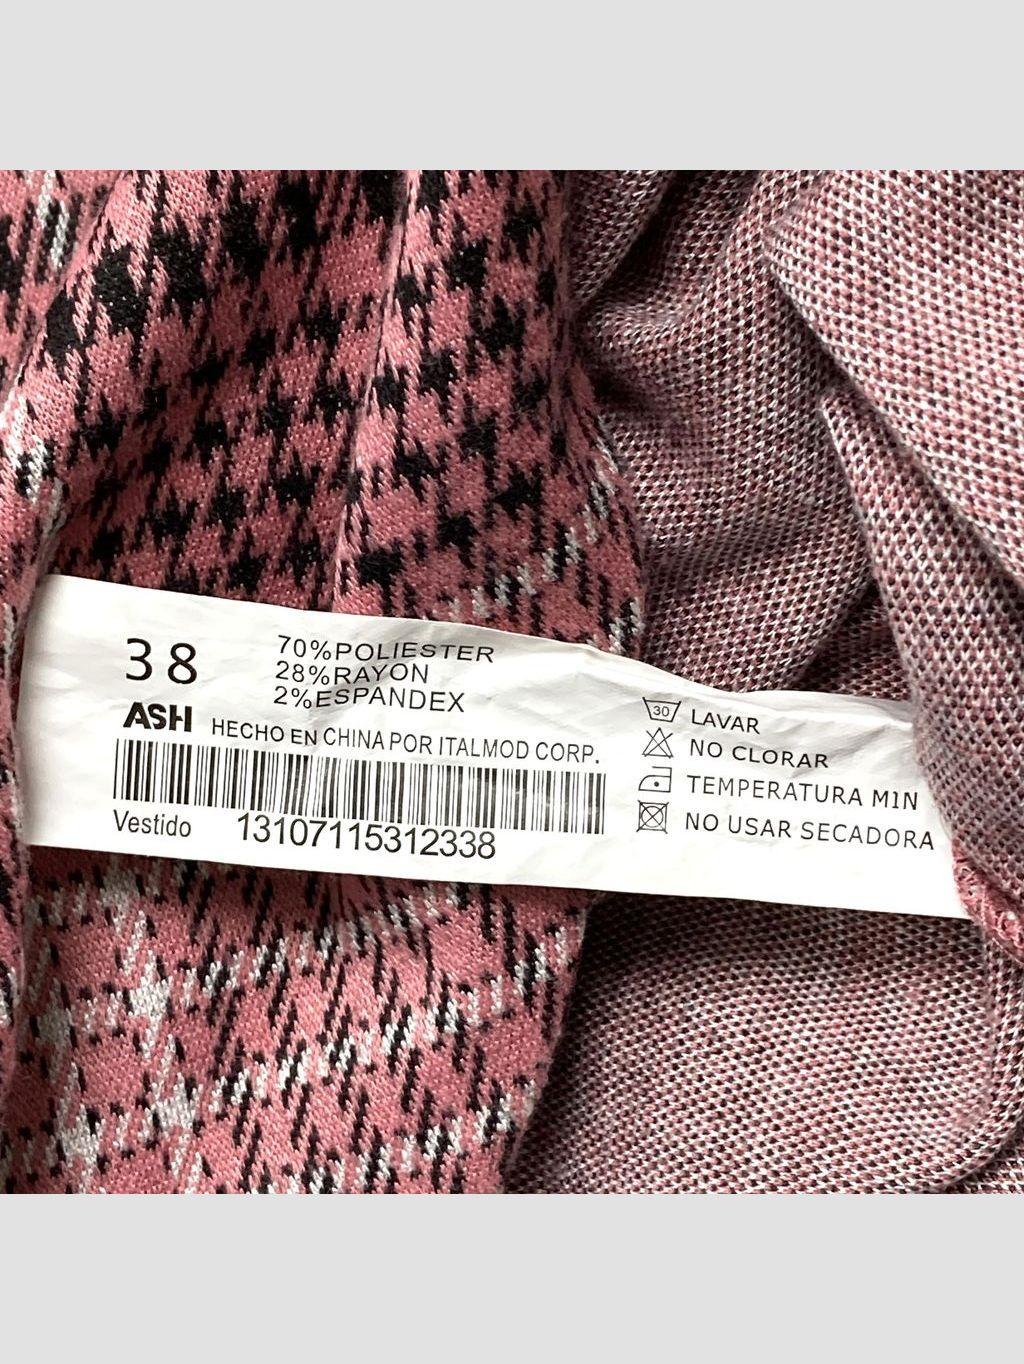 38
70%POLIESTER
28%RAYON
2%ESPANDEX
ASH HECHO EN CHINA POR ITALMOD CORP.
Vestido 13107115312338
30 LAVAR
NO CLORAR
TEMPERATURA MIN
NO USAR SECADORA